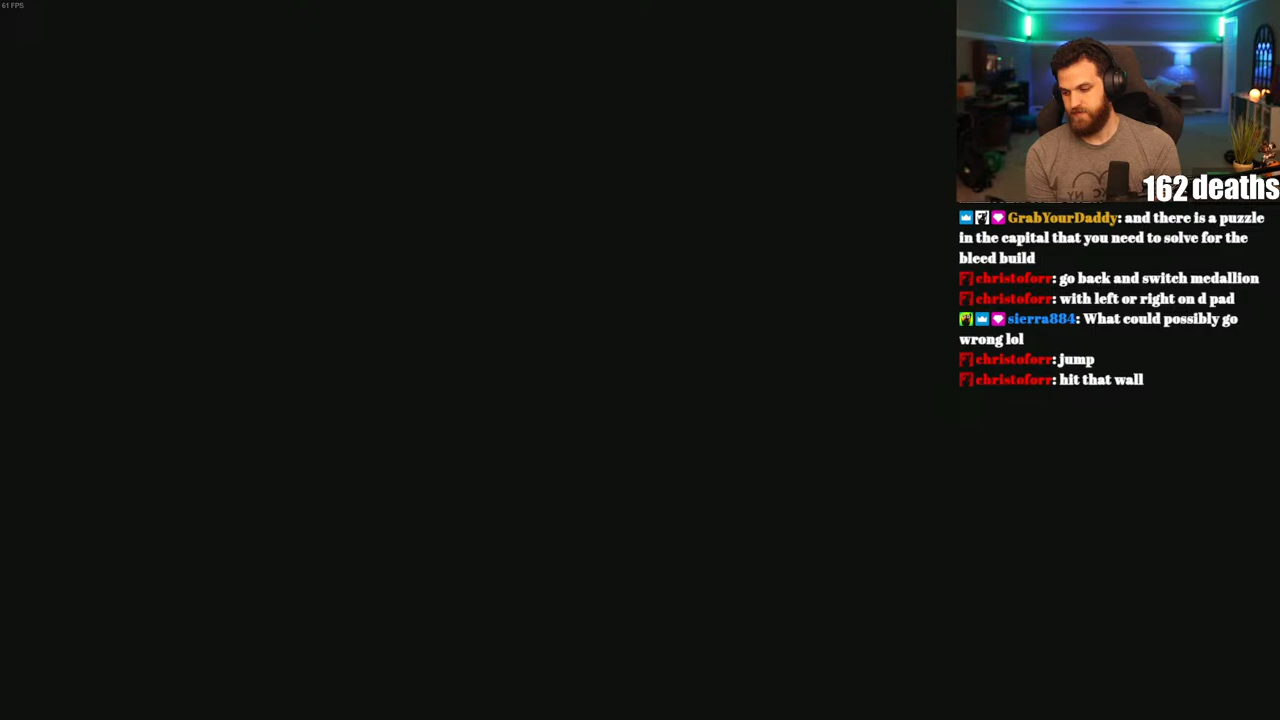 61 FPS
162 deaths
GrabYourDaddy: and there is a puzzle
in the capital that you need to solve for the
bleed build
christoforr: go back and switch medallion
christoforr: with left or right on d pad
sierra884: What could possibly go
wrong lol
christoforr: jump
christoforr: hit that wall